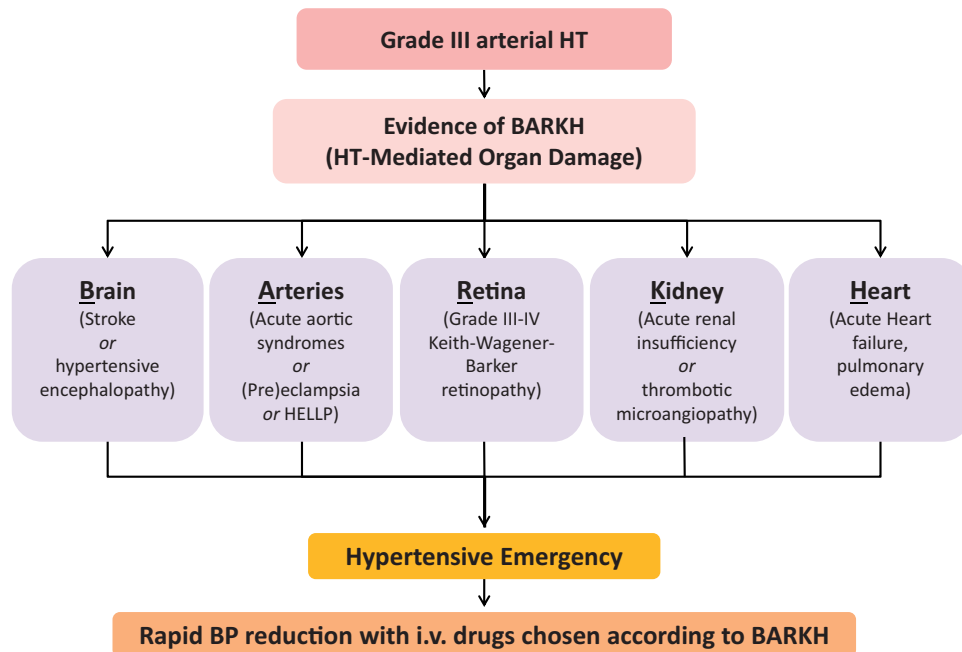 Grade III arterial HT
Evidence of BARKH
(HT-Mediated Organ Damage)
Brain
(Stroke
or
hypertensive
encephalopathy)
Arteries
(Acute aortic
syndromes
or
(Pre)eclampsia
or HELLP)
Retina
(Grade III-IV
Keith-Wagener-
Barker
retinopathy)
Kidney
(Acute renal
insufficiency
or
thrombotic
microangiopathy)
Heart
(Acute Heart
failure,
pulmonary
edema)
Hypertensive Emergency
Rapid BP reduction with i.v. drugs chosen according to BARKH